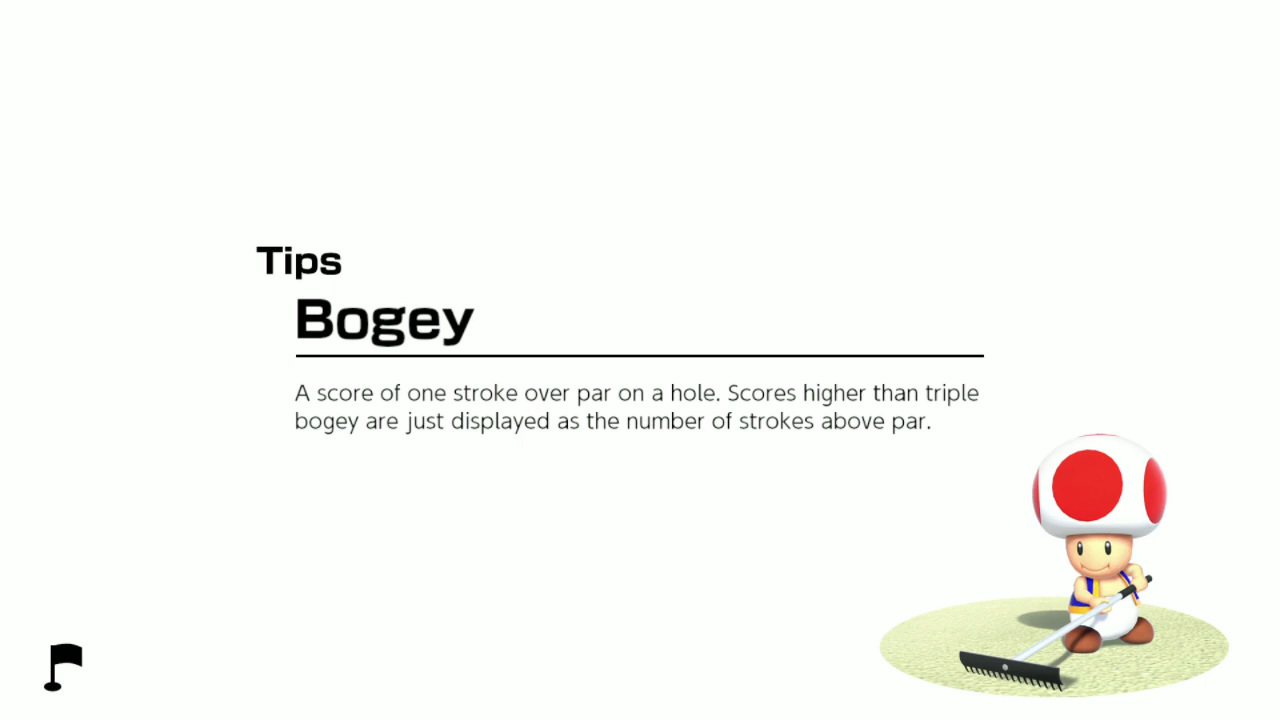 Tips
Bogey
A score of one stroke over par on a hole. Scores higher than triple
bogey are just displayed as the number of strokes above par.